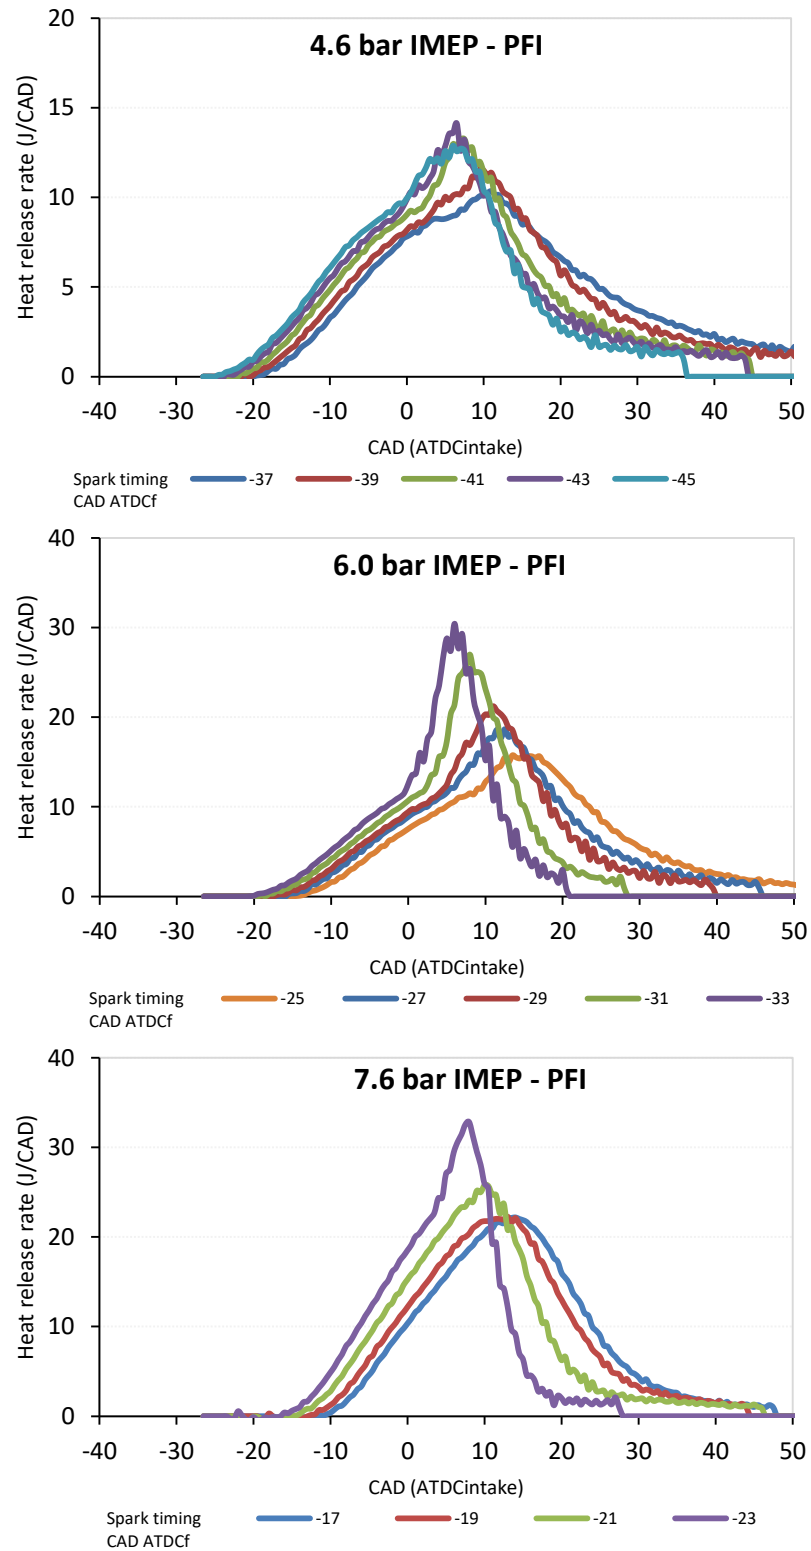 4.6 bar IMEP - PFI
Heat release rate (J/CAD)
20
15
10
5
0
-40 -30 -20 -10 0 10 20 30 40 50
CAD (ATDCintake)
Spark timing
CAD ATDCf
-37 -39 -41 -43 -45
6.0 bar IMEP - PFI
Heat release rate (J/CAD)
40
30
20
10
0
-40 -30 -20 -10 0 10 20 30 40 50
CAD (ATDCintake)
Spark timing
CAD ATDCf
-25 -27 -29 -31 -33
7.6 bar IMEP - PFI
Heat release rate (J/CAD)
40
30
20
10
0
-40 -30 -20 -10 0 10 20 30 40 50
CAD (ATDCintake)
Spark timing
CAD ATDCf
-17 -19 -21 -23